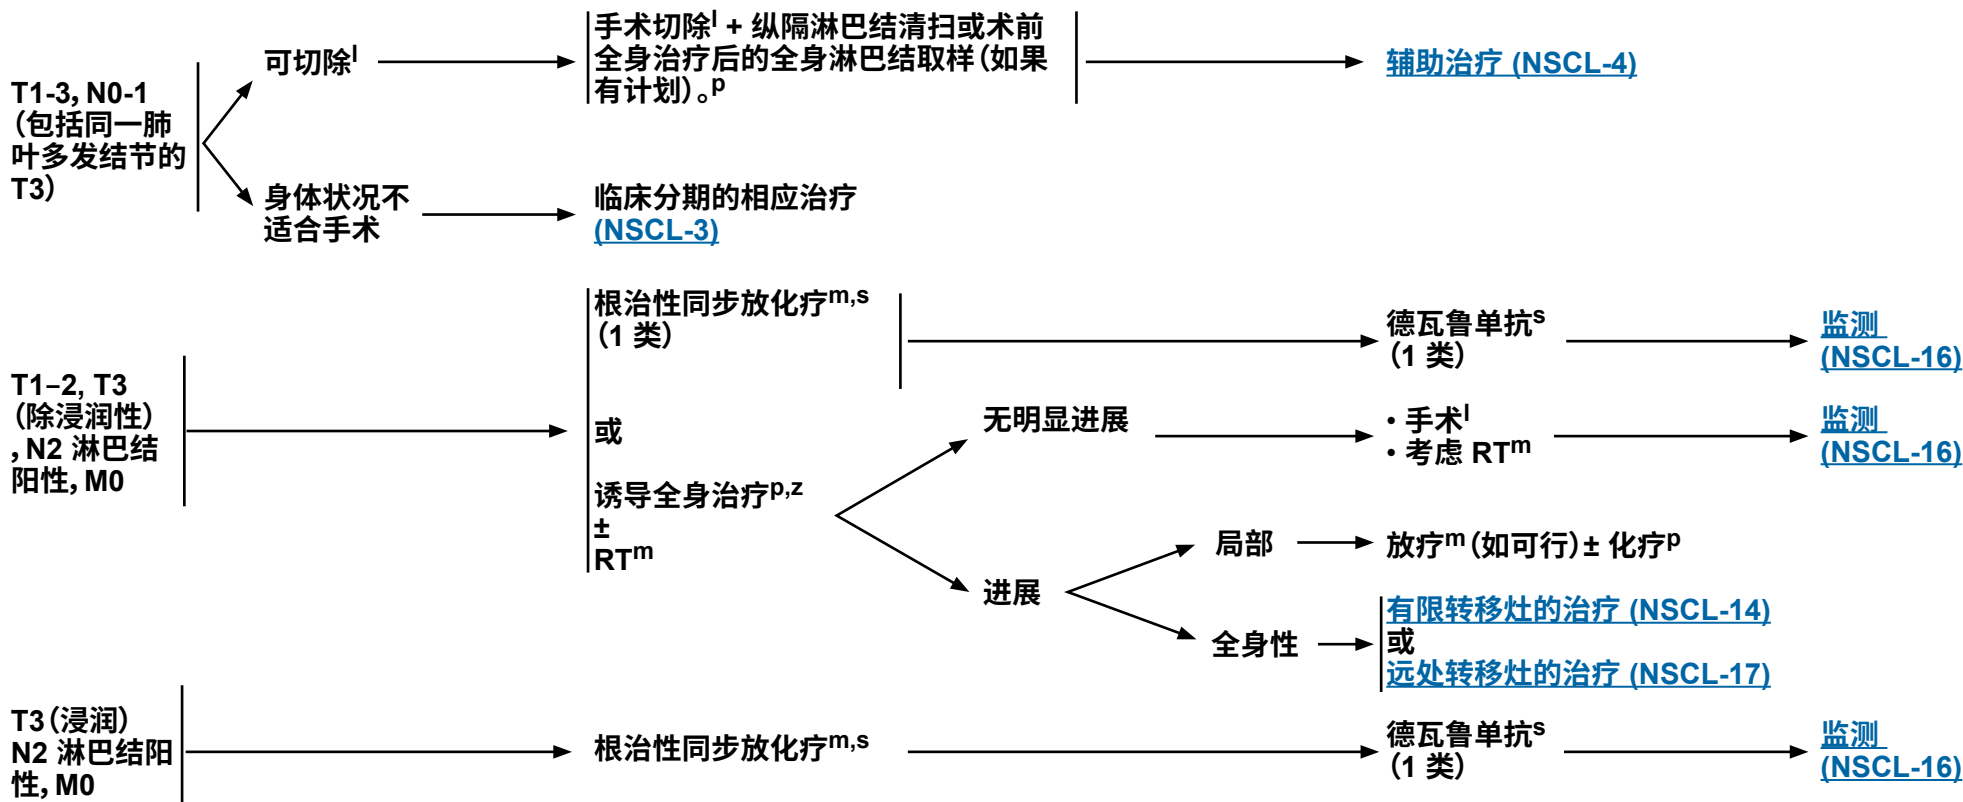 T1-3, N0-1
（包括同一肺
叶多发结节的
T3）
可切除l
手术切除l + 纵隔淋巴结清扫或术前
全身治疗后的全身淋巴结取样（如果
有计划）。p
辅助治疗 (NSCL-4)
身体状况不
适合手术
临床分期的相应治疗
(NSCL-3)
T1–2, T3
（除浸润性）
, N2 淋巴结
阳性, M0
根治性同步放化疗m,s
（1 类）
德瓦鲁单抗s
（1 类）
监测
(NSCL-16)
或
诱导全身治疗p,z
±
RTm
无明显进展
• 手术l
• 考虑 RTm
监测
(NSCL-16)
进展
局部
放疗m（如可行）± 化疗p
全身性
有限转移灶的治疗 (NSCL-14)
或
远处转移灶的治疗 (NSCL-17)
T3（浸润）
N2 淋巴结阳
性, M0
根治性同步放化疗m,s
德瓦鲁单抗s
（1 类）
监测
(NSCL-16)